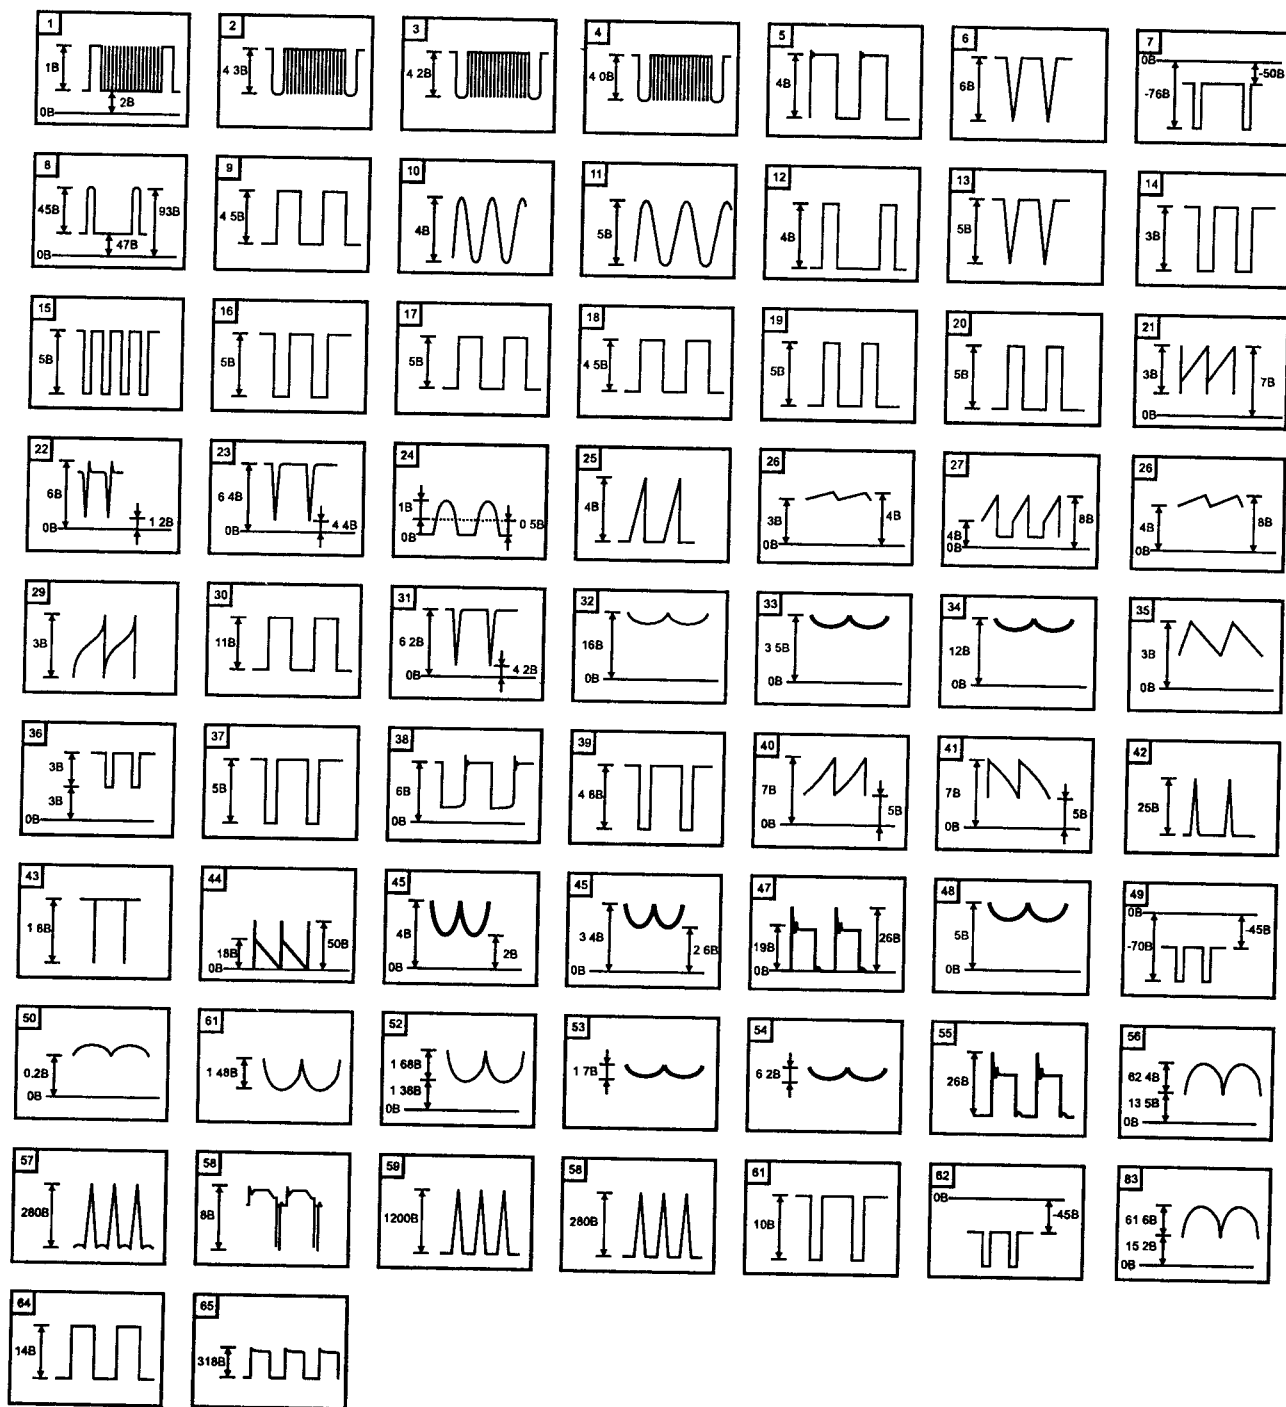 1 1В 2В 0В
2 4 3В
3 4 2В
4 4 0В
5 4В
6 6В
7 0В -50В -76В
8 45В 93В 47В 0В
9 4 5В
10 4В
11 5В
12 4В
13 5В
14 3В
15 5В
16 5В
17 5В
18 4 5В
19 5В
20 5В
21 3В 7В 0В
22 6В 1 2В 0В
23 6 4В 4 4В 0В
24 1В 0 5В 0В
25 4В
26 3В 4В 0В
27 4В 8В 0В
26 4В 8В 0В
29 3В
30 11В
31 6 2В 4 2В 0В
32 16В 0В
33 3 5В 0В
34 12В 0В
35 3В 0В
36 3В 3В 0В
37 5В
38 6В 0В
39 4 6В
40 7В 5В 0В
41 7В 5В 0В
42 25В
43 1 6В
44 18В 50В 0В
45 4В 2В 0В
45 3 4В 2 6В 0В
47 19В 26В 0В
48 5В 0В
49 0В -45В -70В
50 0.2В 0В
61 1 48В
52 1 68В 1 36В 0В
53 1 7В
54 6 2В
55 26В
56 62 4В 13 5В 0В
57 280В
58 8В
59 1200В
58 280В
61 10В
62 0В -45В
83 61 6В 15 2В 0В
64 14В
65 318В